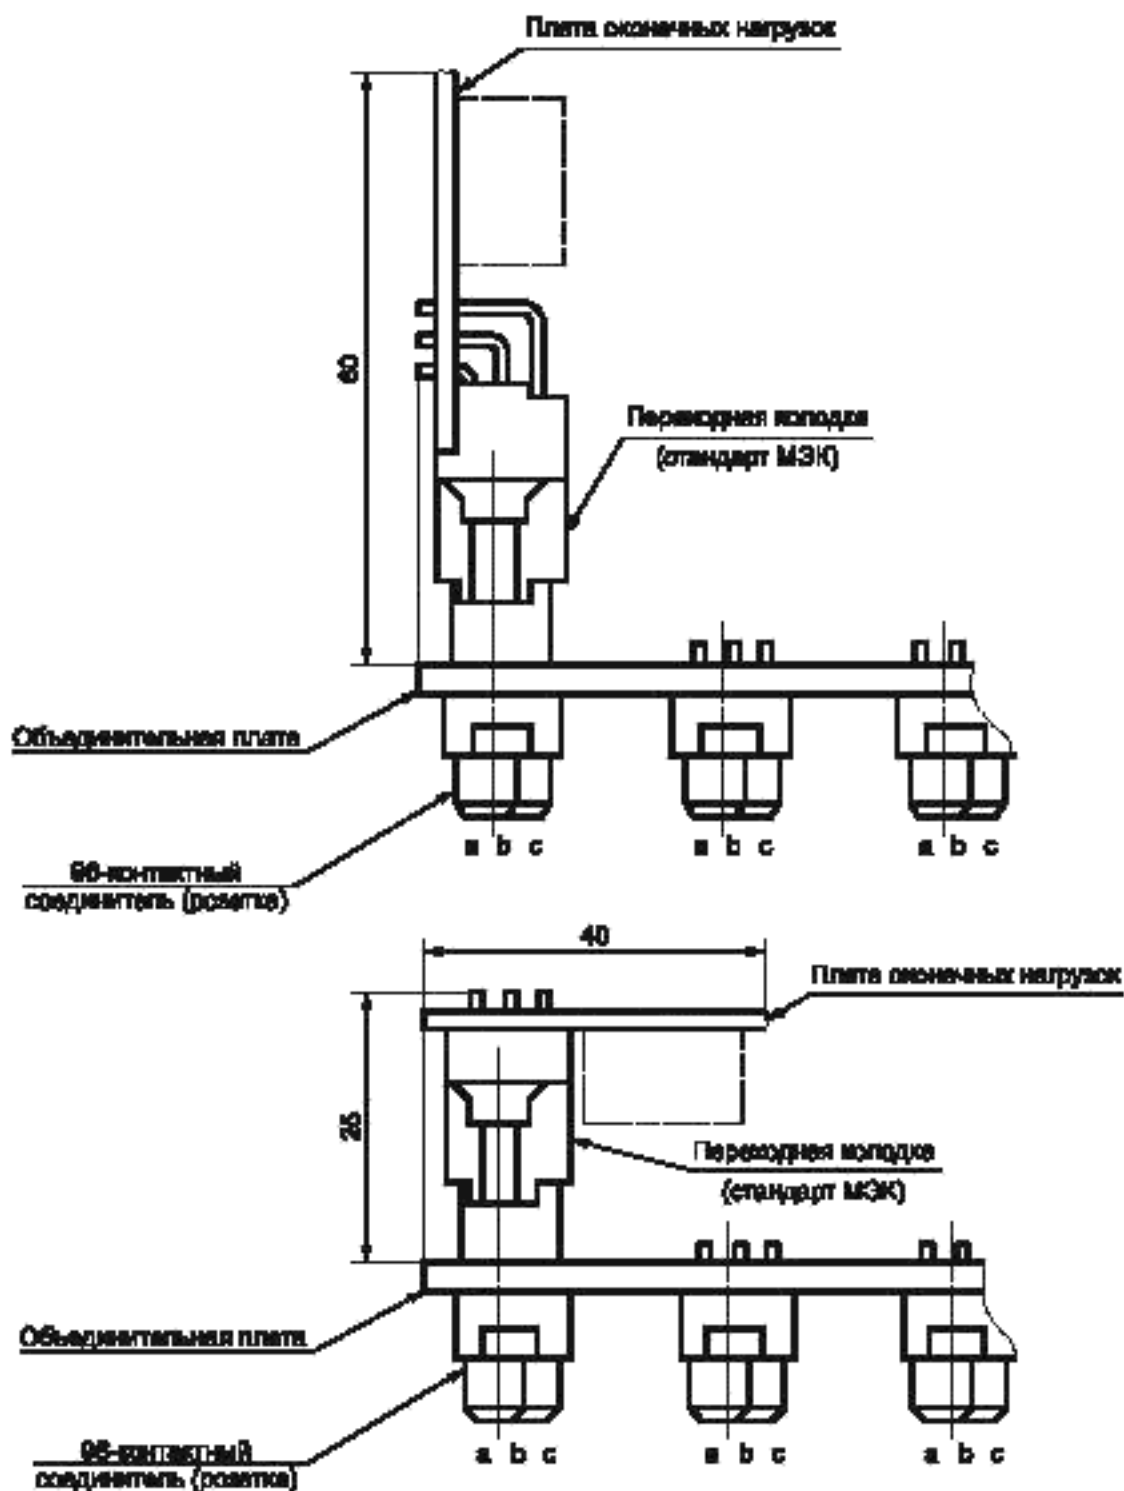 Плата оконечных нагрузок
60
Переходная колодка
(стандарт МЭК)
Объединительная плата
a b c
a b c
a b c
96-контактный
соединитель (розетка)
40
Плата оконечных нагрузок
25
Переходная колодка
(стандарт МЭК)
Объединительная плата
96-контактный
соединитель (розетка)
a b c
a b c
a b c